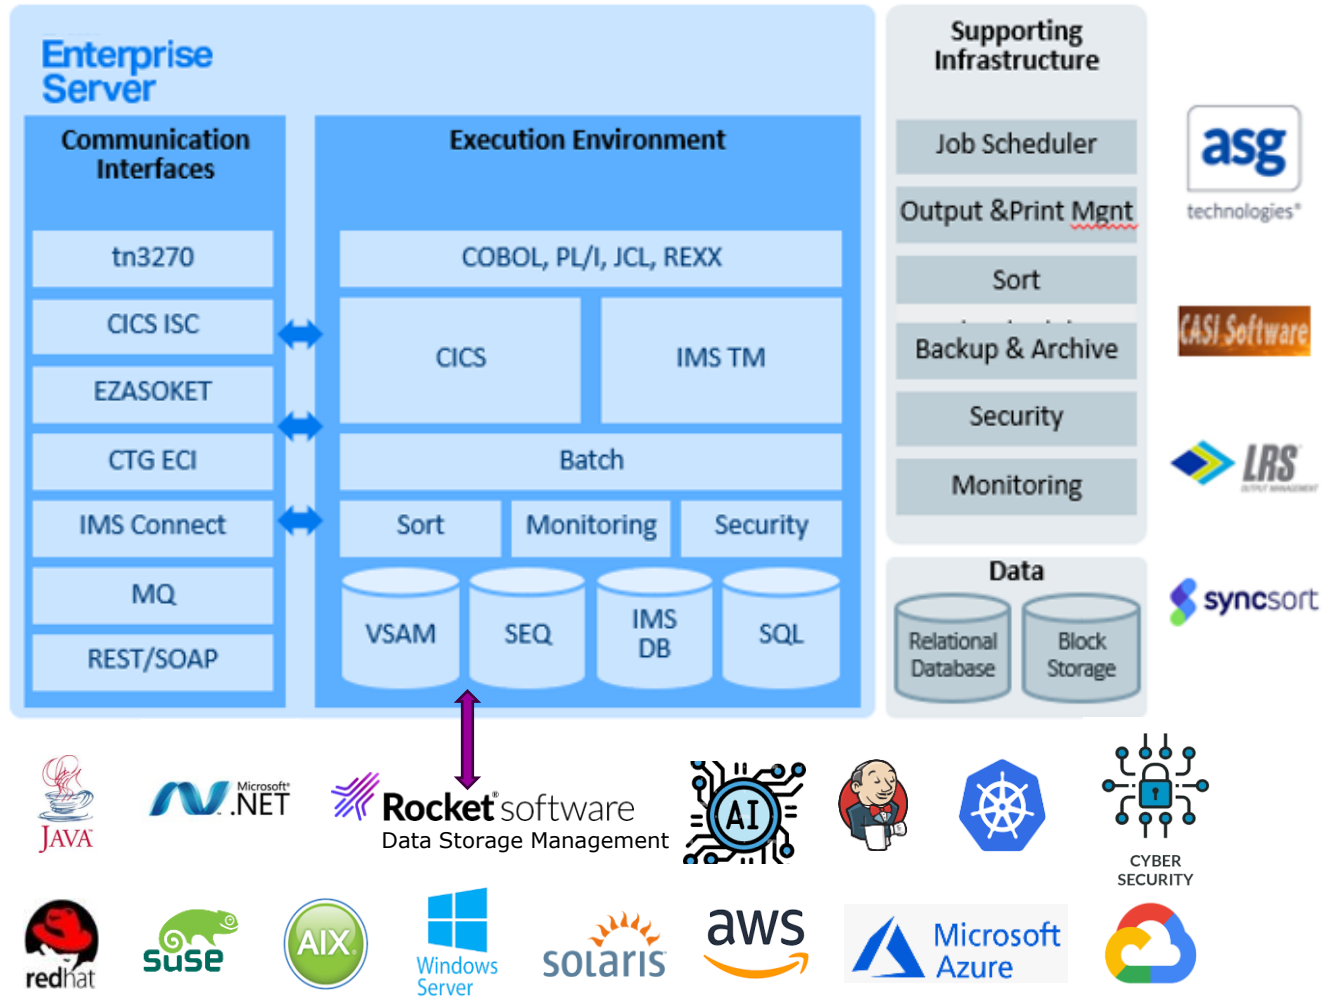 Enterprise
Server
Communication
Interfaces
tn3270
CICS ISC
EZASOKET
CTG ECI
IMS Connect
MQ
REST/SOAP
Execution Environment
COBOL, PL/I, JCL, REXX
CICS
IMS TM
Batch
Sort
Monitoring
Security
VSAM
SEQ
IMS
DB
SQL
Supporting
Infrastructure
Job Scheduler
Output &Print Mgnt
Sort
Backup & Archive
Security
Monitoring
Data
Relational
Database
Block
Storage
asg
technologies®
CASI Software
LRS
OUTPUT MANAGEMENT
syncsort
JAVA™
Microsoft®
.NET
Rocket® software
Data Storage Management
AI
CYBER
SECURITY
redhat
SUSE
AIX
Windows
Server
solaris
aws
Microsoft
Azure